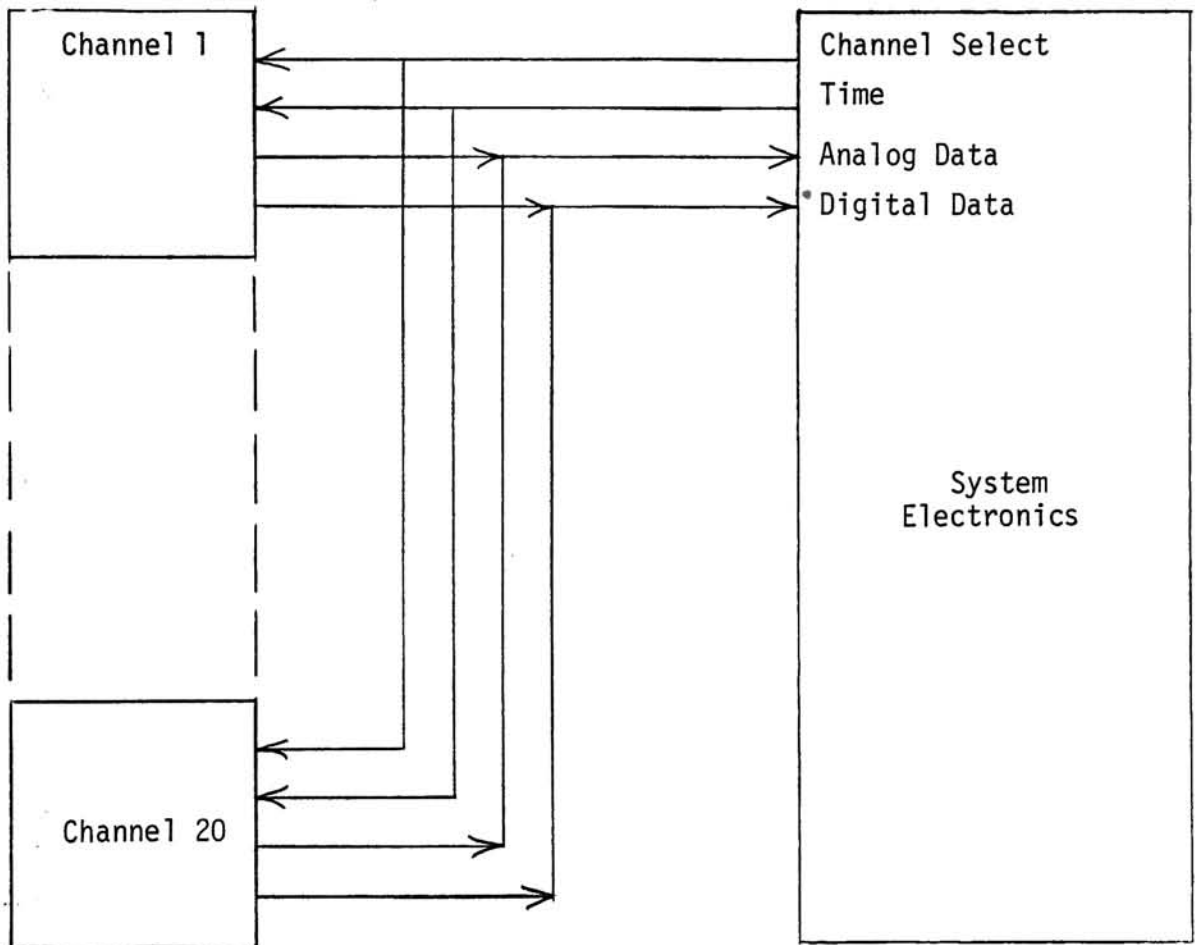 Channel 1
Channel Select
Time
Analog Data
Digital Data
System
Electronics
Channel 20